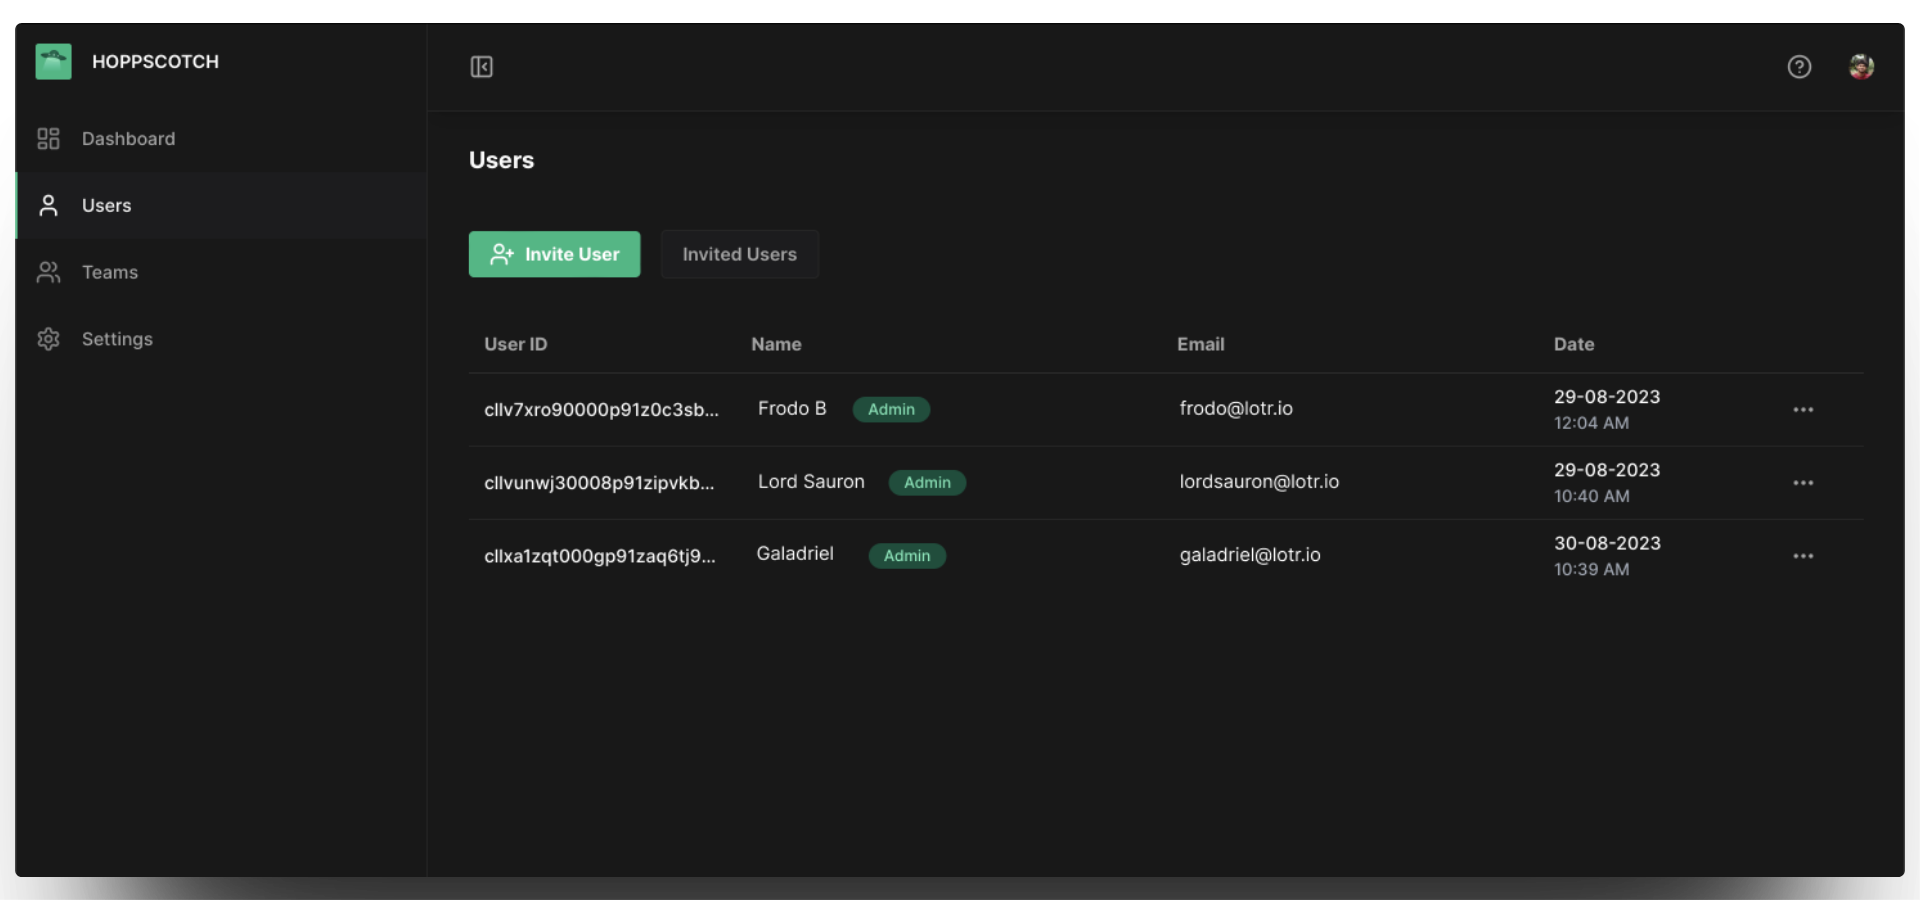 HOPPSCOTCH
Dashboard
Users
Teams
Settings
Users
Invite User
Invited Users
User ID Name Email Date
cllv7xro90000p91z0c3sb... Frodo B Admin frodo@lotr.io 29-08-2023
12:04 AM
cllvunwj30008p91zipvkb... Lord Sauron Admin lordsauron@lotr.io 29-08-2023
10:40 AM
cllxa1zqt000gp91zaq6tj9... Galadriel Admin galadriel@lotr.io 30-08-2023
10:39 AM